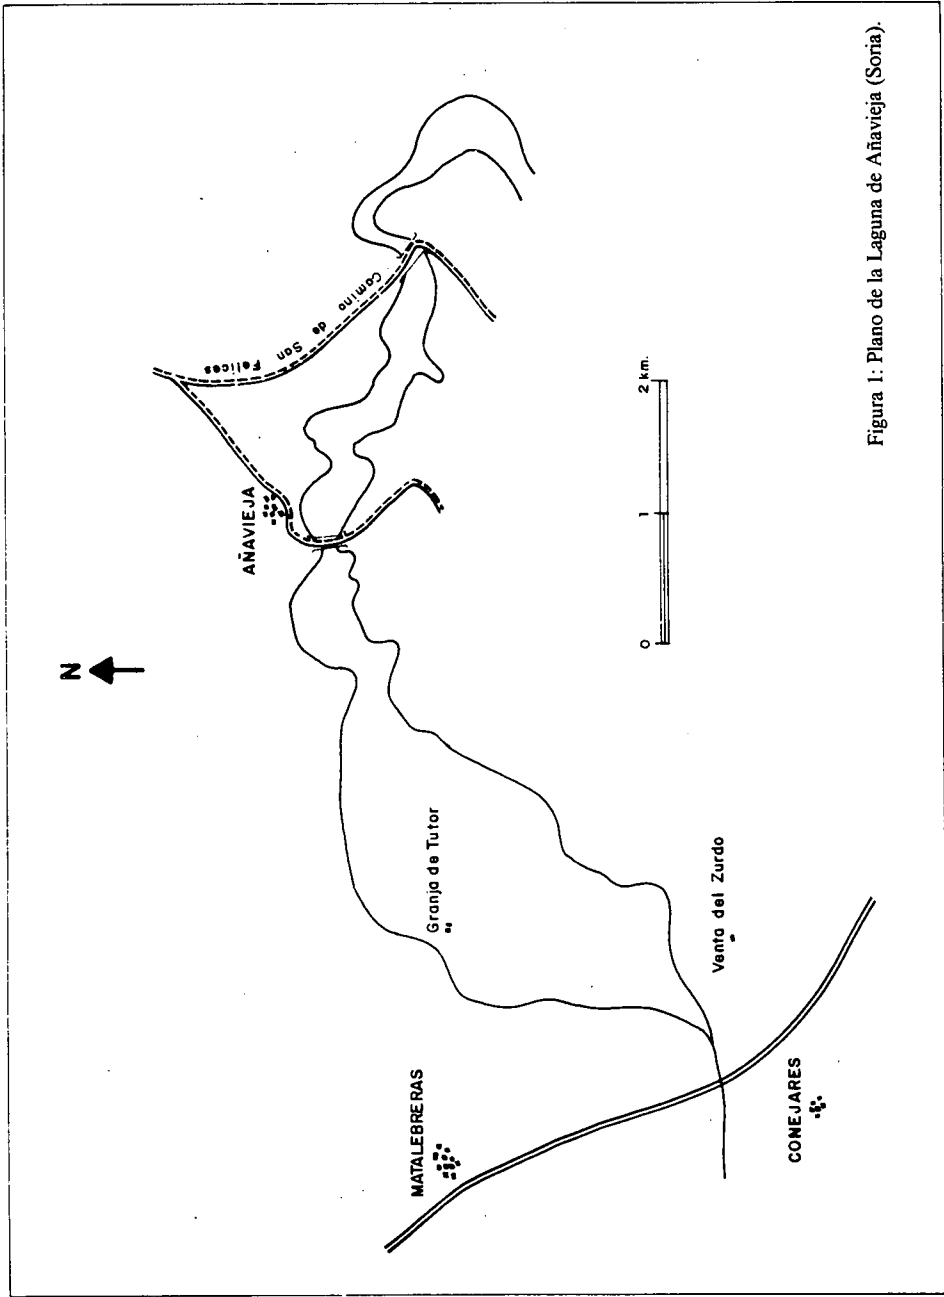 N
AÑAVIEJA
Camino de San Felices
MATALEBRERAS
Granja de Tutor
Venta del Zurdo
CONEJARES
0 1 2 km.
Figura 1: Plano de la Laguna de Añavieja (Soria).